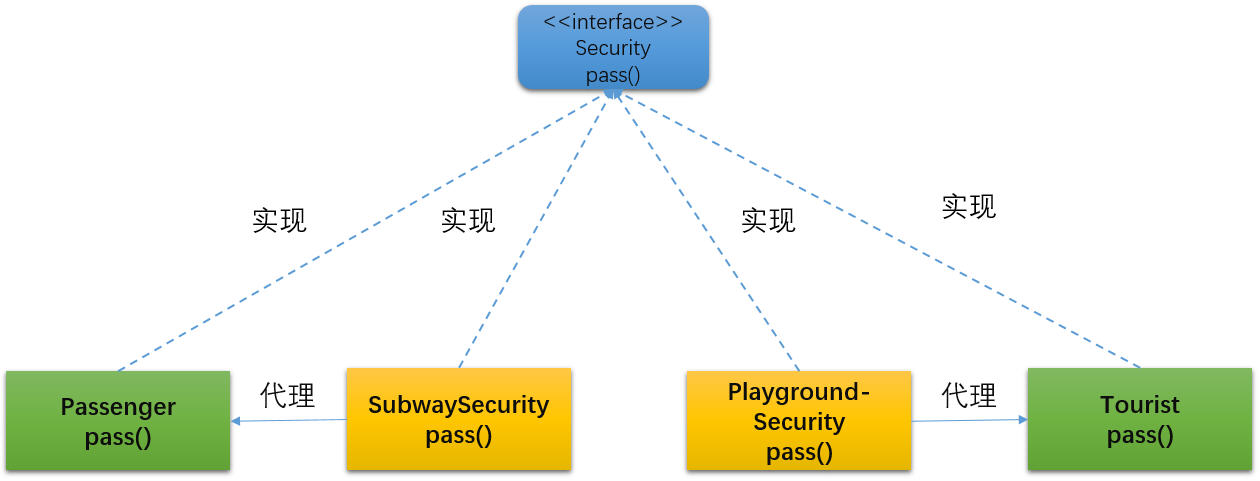 <<interface>>
Security
pass()
实现
实现
实现
实现
Passenger
pass()
代理
SubwaySecurity
pass()
Playground-
Security
pass()
代理
Tourist
pass()